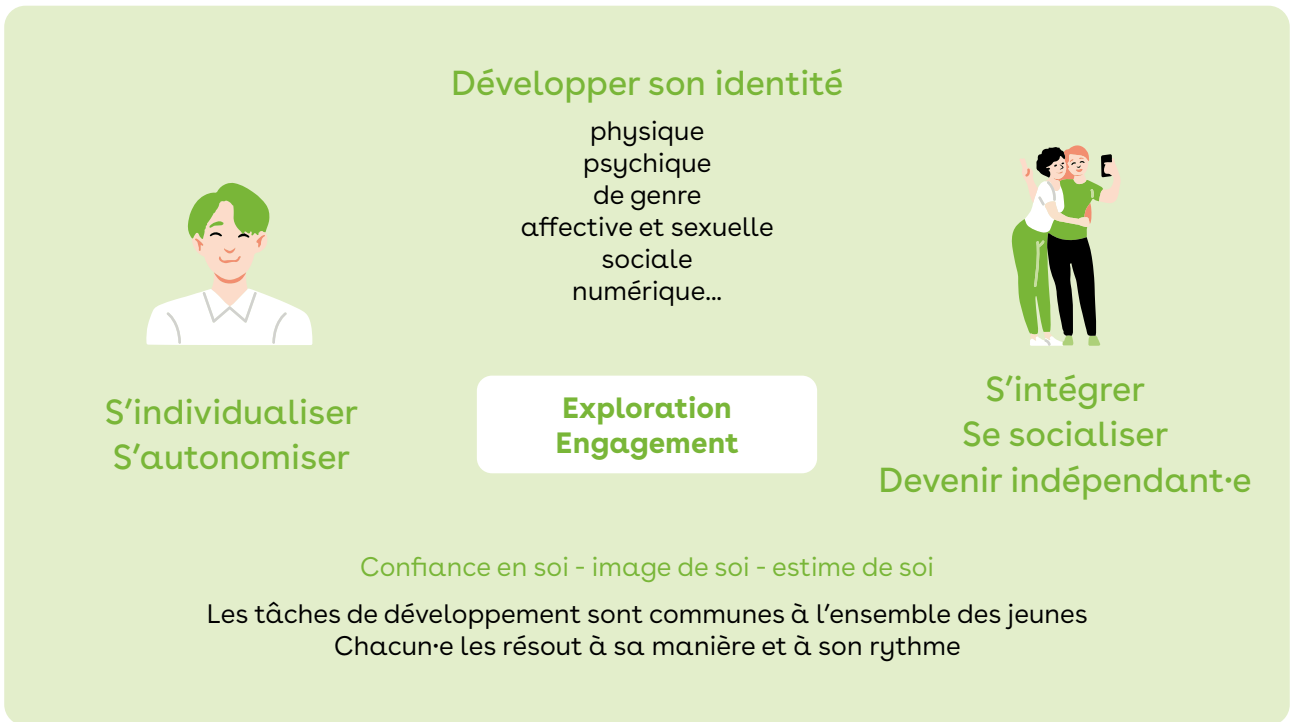 Développer son identité
physique
psychique
de genre
affective et sexuelle
sociale
numérique...
S'individualiser
S'autonomiser
Exploration
Engagement
S'intégrer
Se socialiser
Devenir indépendant·e
Confiance en soi - image de soi - estime de soi
Les tâches de développement sont communes à l'ensemble des jeunes
Chacun·e les résout à sa manière et à son rythme